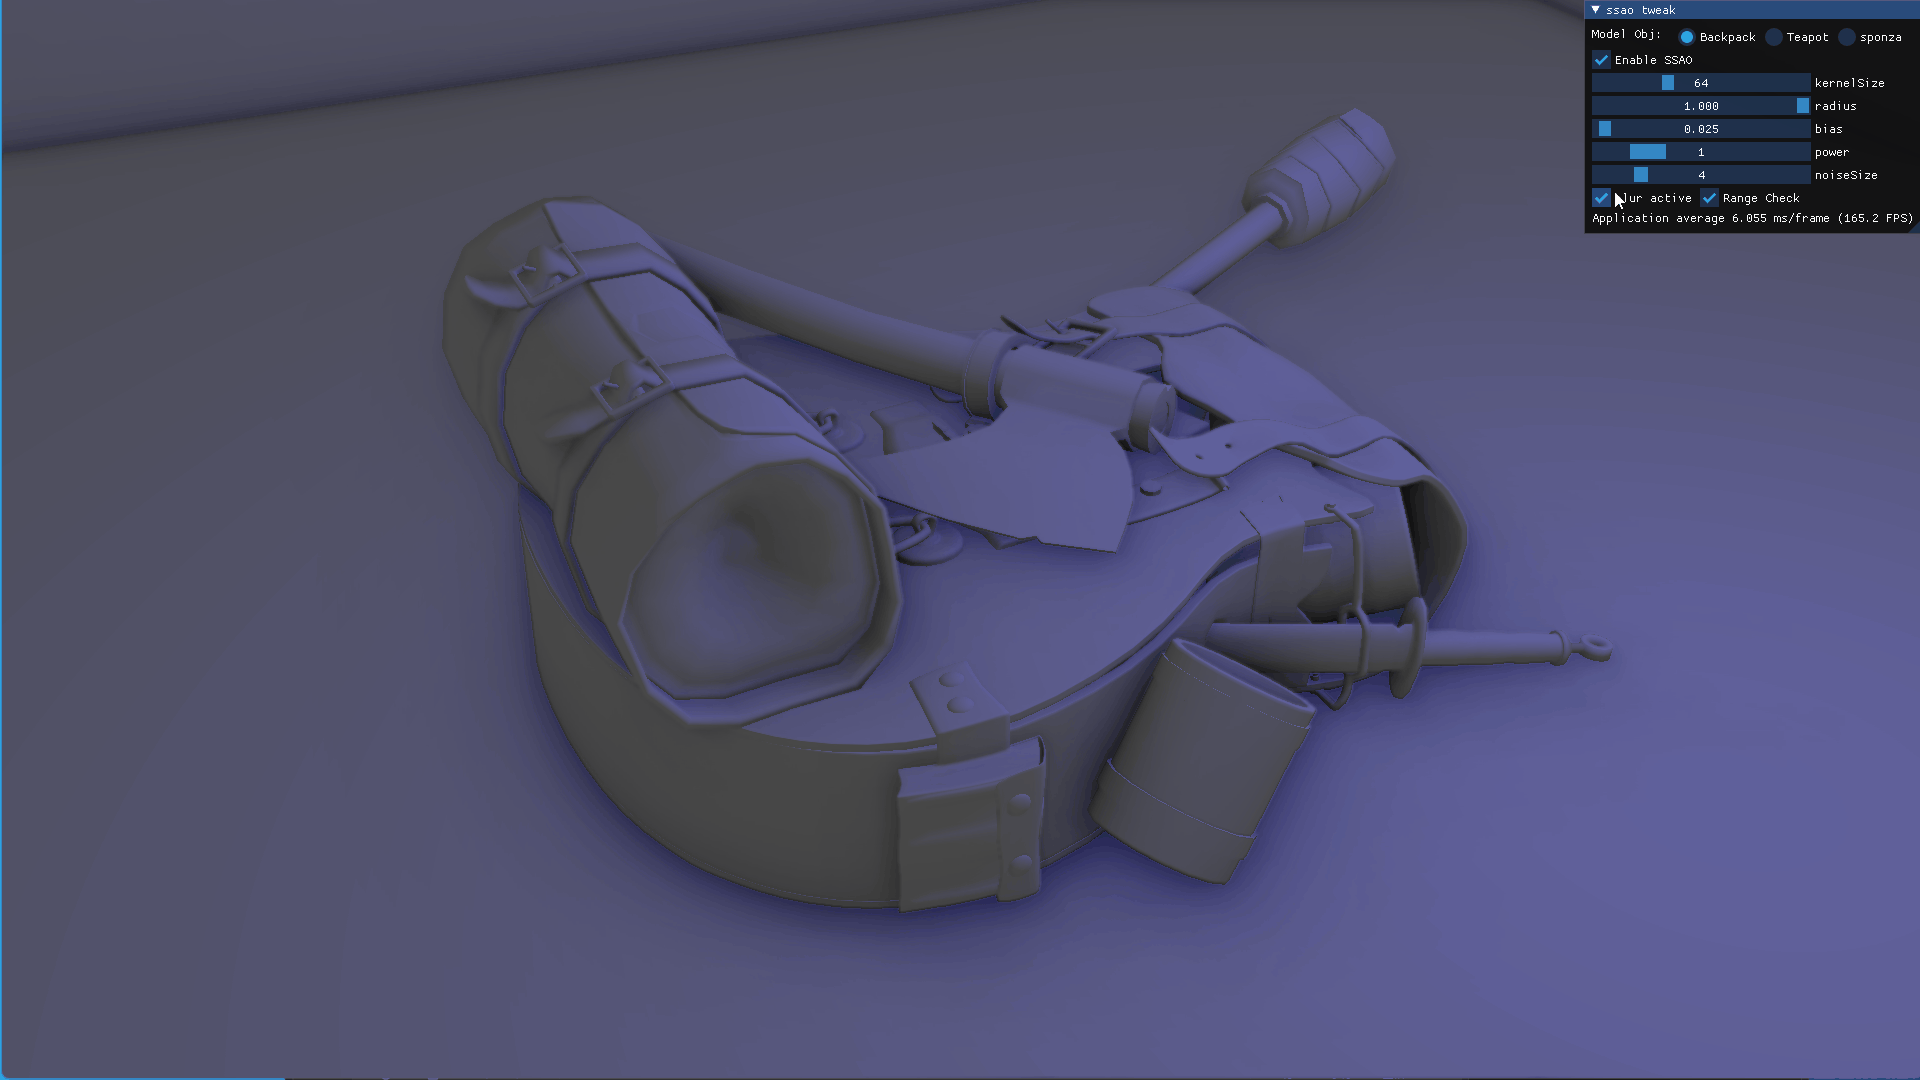 ssao tweak
Model Obj: Backpack Teapot sponza
Enable SSAO
64 kernelSize
1.000 radius
0.025 bias
1 power
4 noiseSize
lur active Range Check
Application average 6.055 ms/frame (165.2 FPS)